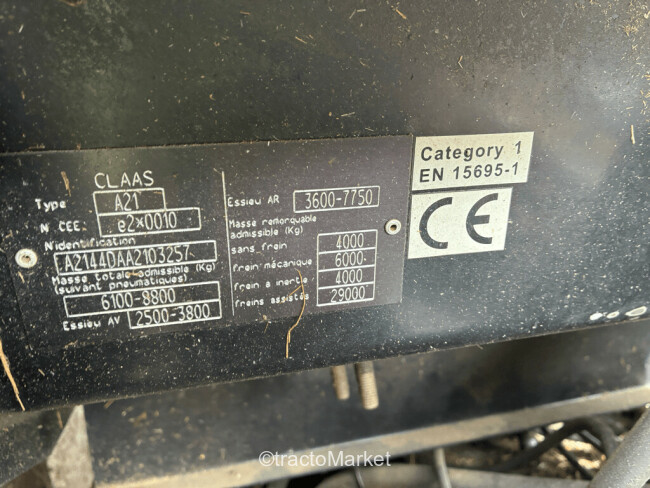 CLAAS
Type A21
N. CEE: e2x0010
N'identification
A2144DAA2103257
Masse totale admissible (Kg)
(suivant pneumatiques)
6100-8800
Essieu AV 2500-3800
Essieu AR 3600-7750
Masse remorquable
admissible (Kg)
sans frein 4000
frein mécanique 6000
frein a inertie 4000
freins assistés 29000
Category 1
EN 15695-1
CE
©tractoMarket